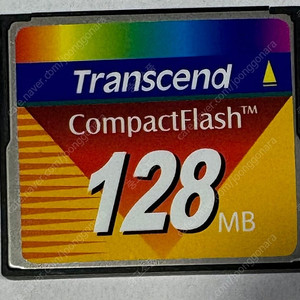 Transcend
CompactFlash™
128 MB